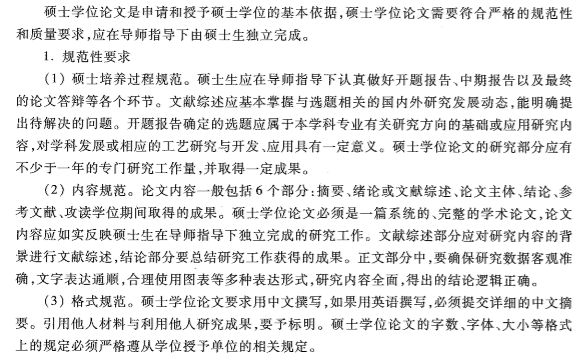 硕士学位论文是申请和授予硕士学位的基本依据,硕士学位论文需要符合严格的规范性
和质量要求,应在导师指导下由硕士生独立完成。
1. 规范性要求
(1) 硕士培养过程规范。硕士生应在导师指导下认真做好开题报告、中期报告以及最终
的论文答辩等各个环节。文献综述应基本掌握与选题相关的国内外研究发展动态,能明确提
出待解决的问题。开题报告确定的选题应属于本学科专业有关研究方向的基础或应用研究内
容,对学科发展或相应的工艺研究与开发、应用具有一定意义。硕士学位论文的研究部分应有
不少于一年的专门研究工作量,并取得一定成果。
(2) 内容规范。论文内容一般包括6个部分:摘要、绪论或文献综述、论文主体、结论、参
考文献、攻读学位期间取得的成果。硕士学位论文必须是一篇系统的、完整的学术论文,论文
内容应如实反映硕士生在导师指导下独立完成的研究工作。文献综述部分应对研究内容的背
景进行文献综述,结论部分要总结研究工作获得的成果。正文部分中,要确保研究数据客观准
确,文字表达通顺,合理使用图表等多种表达形式,研究内容全面,得出的结论逻辑正确。
(3) 格式规范。硕士学位论文要求用中文撰写,如果用英语撰写,必须提交详细的中文摘
要。引用他人材料与利用他人研究成果,要予标明。硕士学位论文的字数、字体、大小等格式
上的规定必须严格遵从学位授予单位的相关规定。